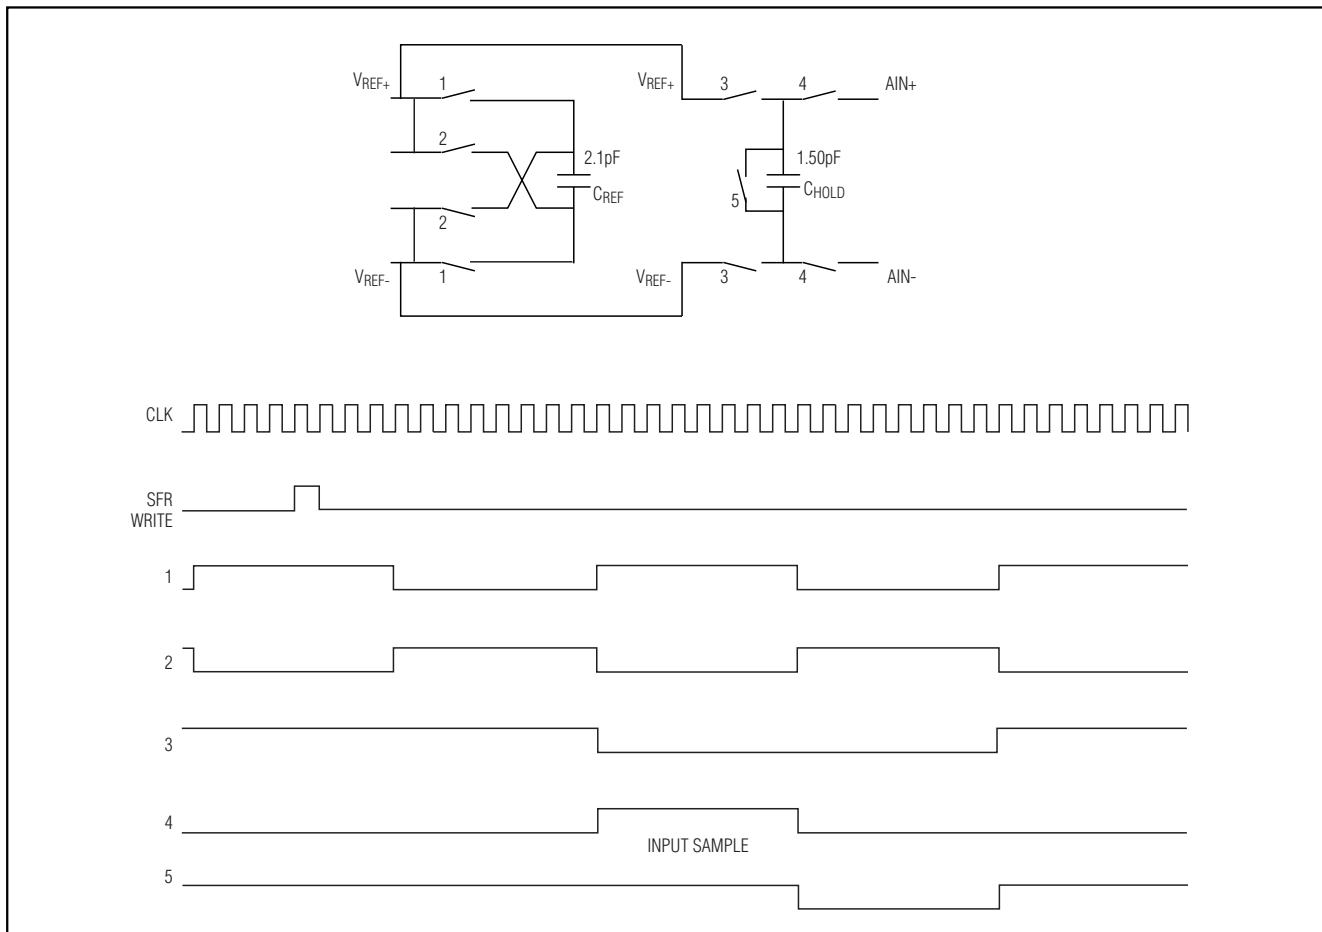 VREF+ 1 VREF+ 3 4 AIN+
2 2.1pF 1.50pF
CREF 5 CHOLD
2
VREF- 1 VREF- 3 4 AIN-
CLK
SFR
WRITE
1
2
3
4
INPUT SAMPLE
5